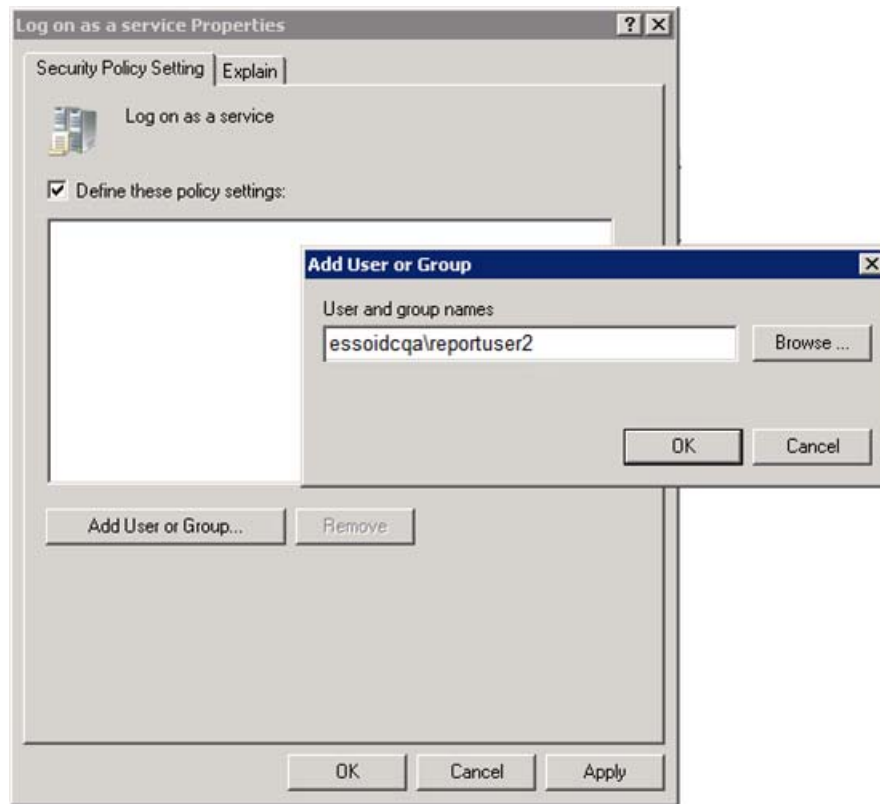 Log on as a service Properties
Security Policy Setting
Explain
Log on as a service
Define these policy settings:
Add User or Group
User and group names
essoidcqa\reportuser2
Browse ...
OK
Cancel
Add User or Group...
Remove
OK
Cancel
Apply